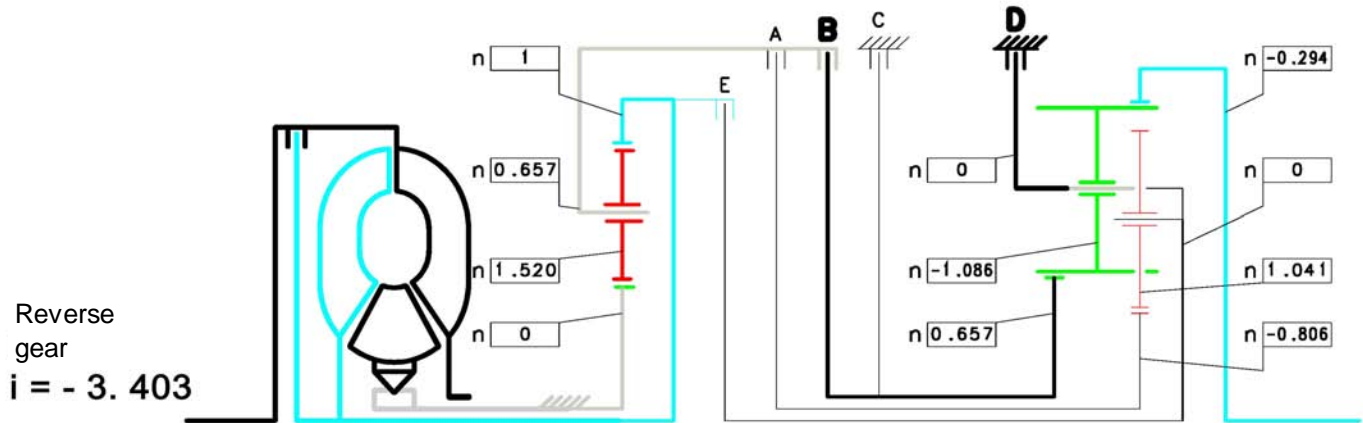 A
B
C
D
E
n 1
n 0.657
n 1.520
n 0
n 0
n -1.086
n 0.657
n -0.294
n 0
n 1.041
n -0.806
Reverse
gear
i = - 3. 403